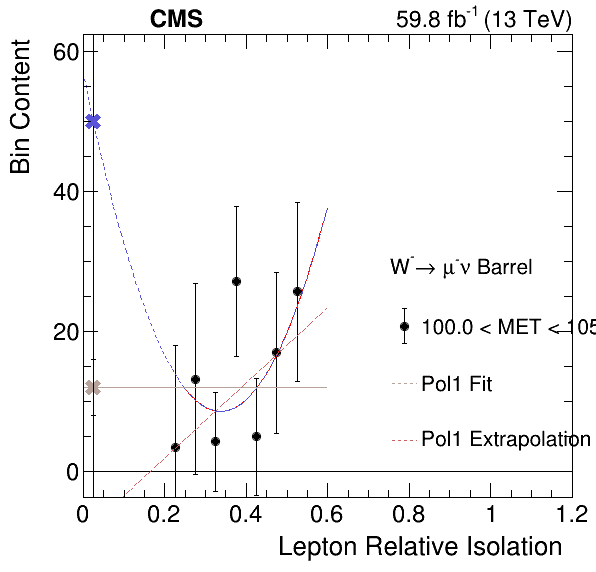 CMS 59.8 fb⁻¹ (13 TeV)
Bin Content
60
40
20
0
W⁻→ μ⁻ν Barrel
100.0 < MET < 105
Pol1 Fit
Pol1 Extrapolation
0 0.2 0.4 0.6 0.8 1 1.2
Lepton Relative Isolation